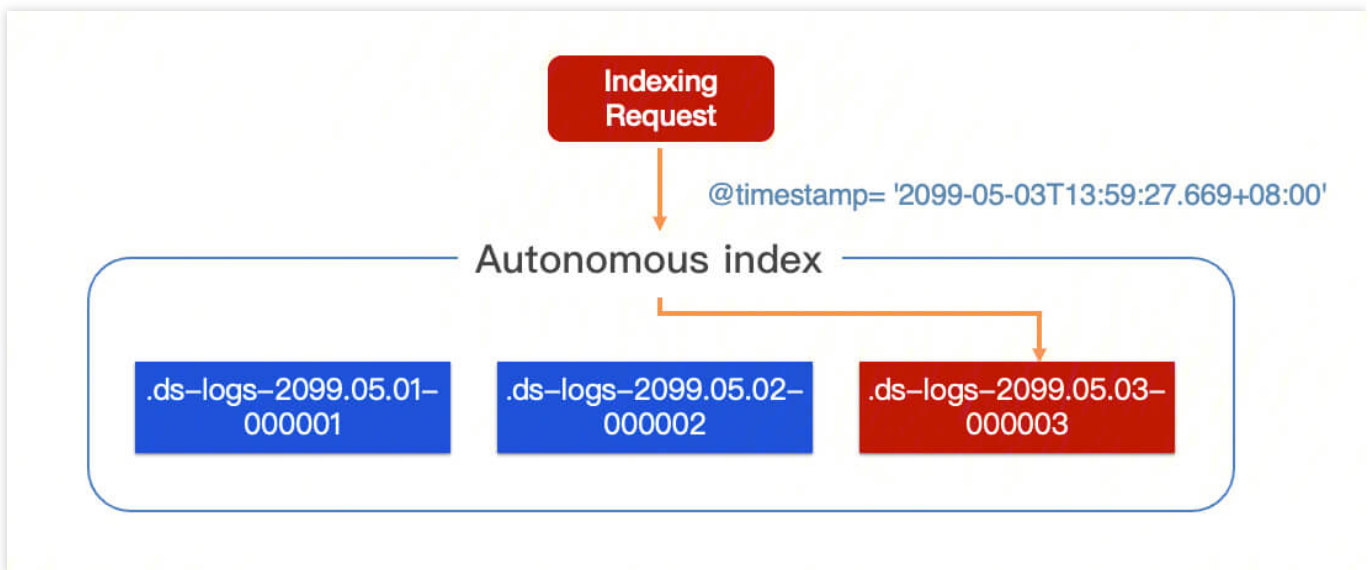 Indexing
Request
@timestamp= '2099-05-03T13:59:27.669+08:00'
Autonomous index
.ds–logs–2099.05.01–
000001
.ds–logs–2099.05.02–
000002
.ds–logs–2099.05.03–
000003